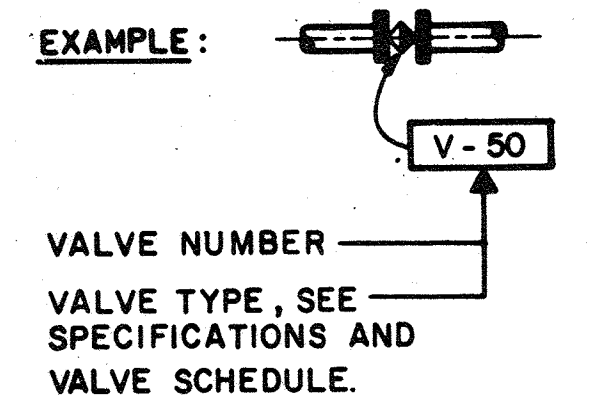 EXAMPLE:
V-50
VALVE NUMBER
VALVE TYPE, SEE
SPECIFICATIONS AND
VALVE SCHEDULE.